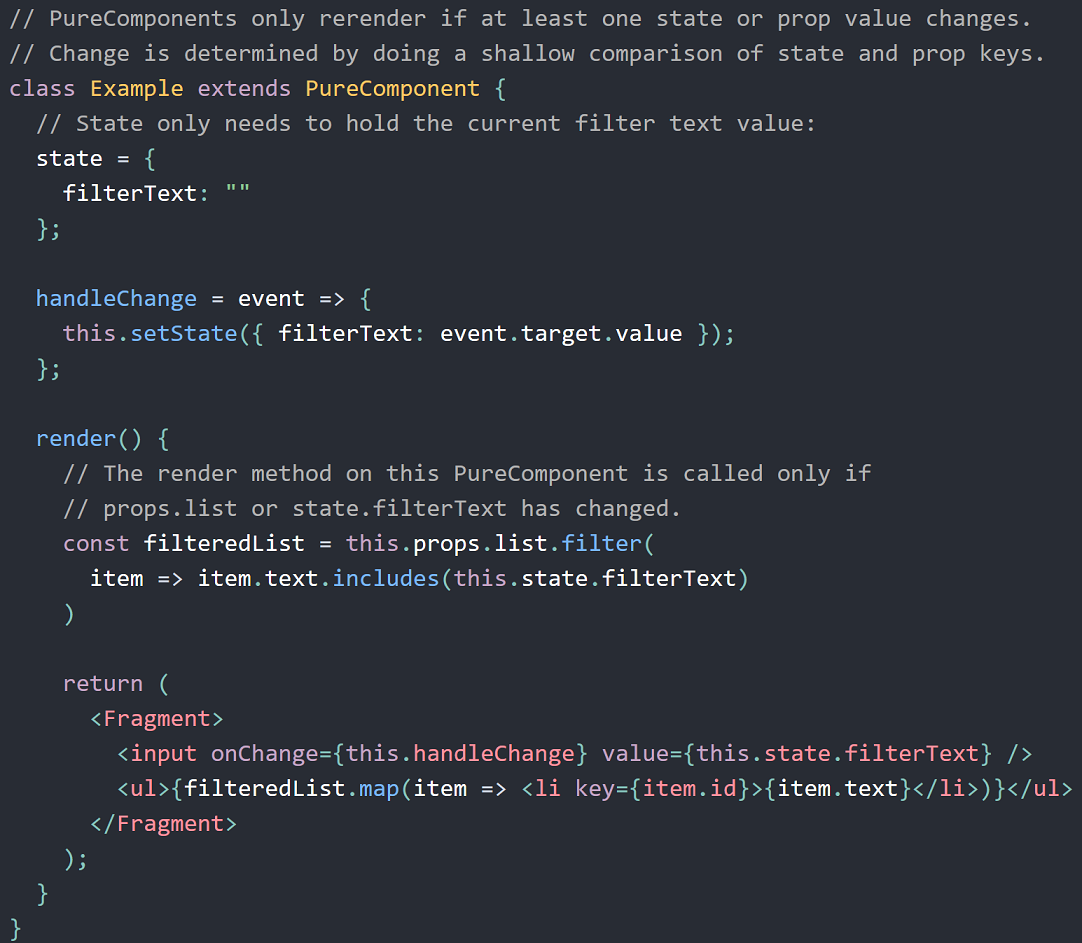 // PureComponents only rerender if at least one state or prop value changes.
// Change is determined by doing a shallow comparison of state and prop keys.
class Example extends PureComponent {
  // State only needs to hold the current filter text value:
  state = {
    filterText: ""
  };

  handleChange = event => {
    this.setState({ filterText: event.target.value });
  };

  render() {
    // The render method on this PureComponent is called only if
    // props.list or state.filterText has changed.
    const filteredList = this.props.list.filter(
      item => item.text.includes(this.state.filterText)
    )

    return (
      <Fragment>
        <input onChange={this.handleChange} value={this.state.filterText} />
        <ul>{filteredList.map(item => <li key={item.id}>{item.text}</li>)}</ul>
      </Fragment>
    );
  }
}